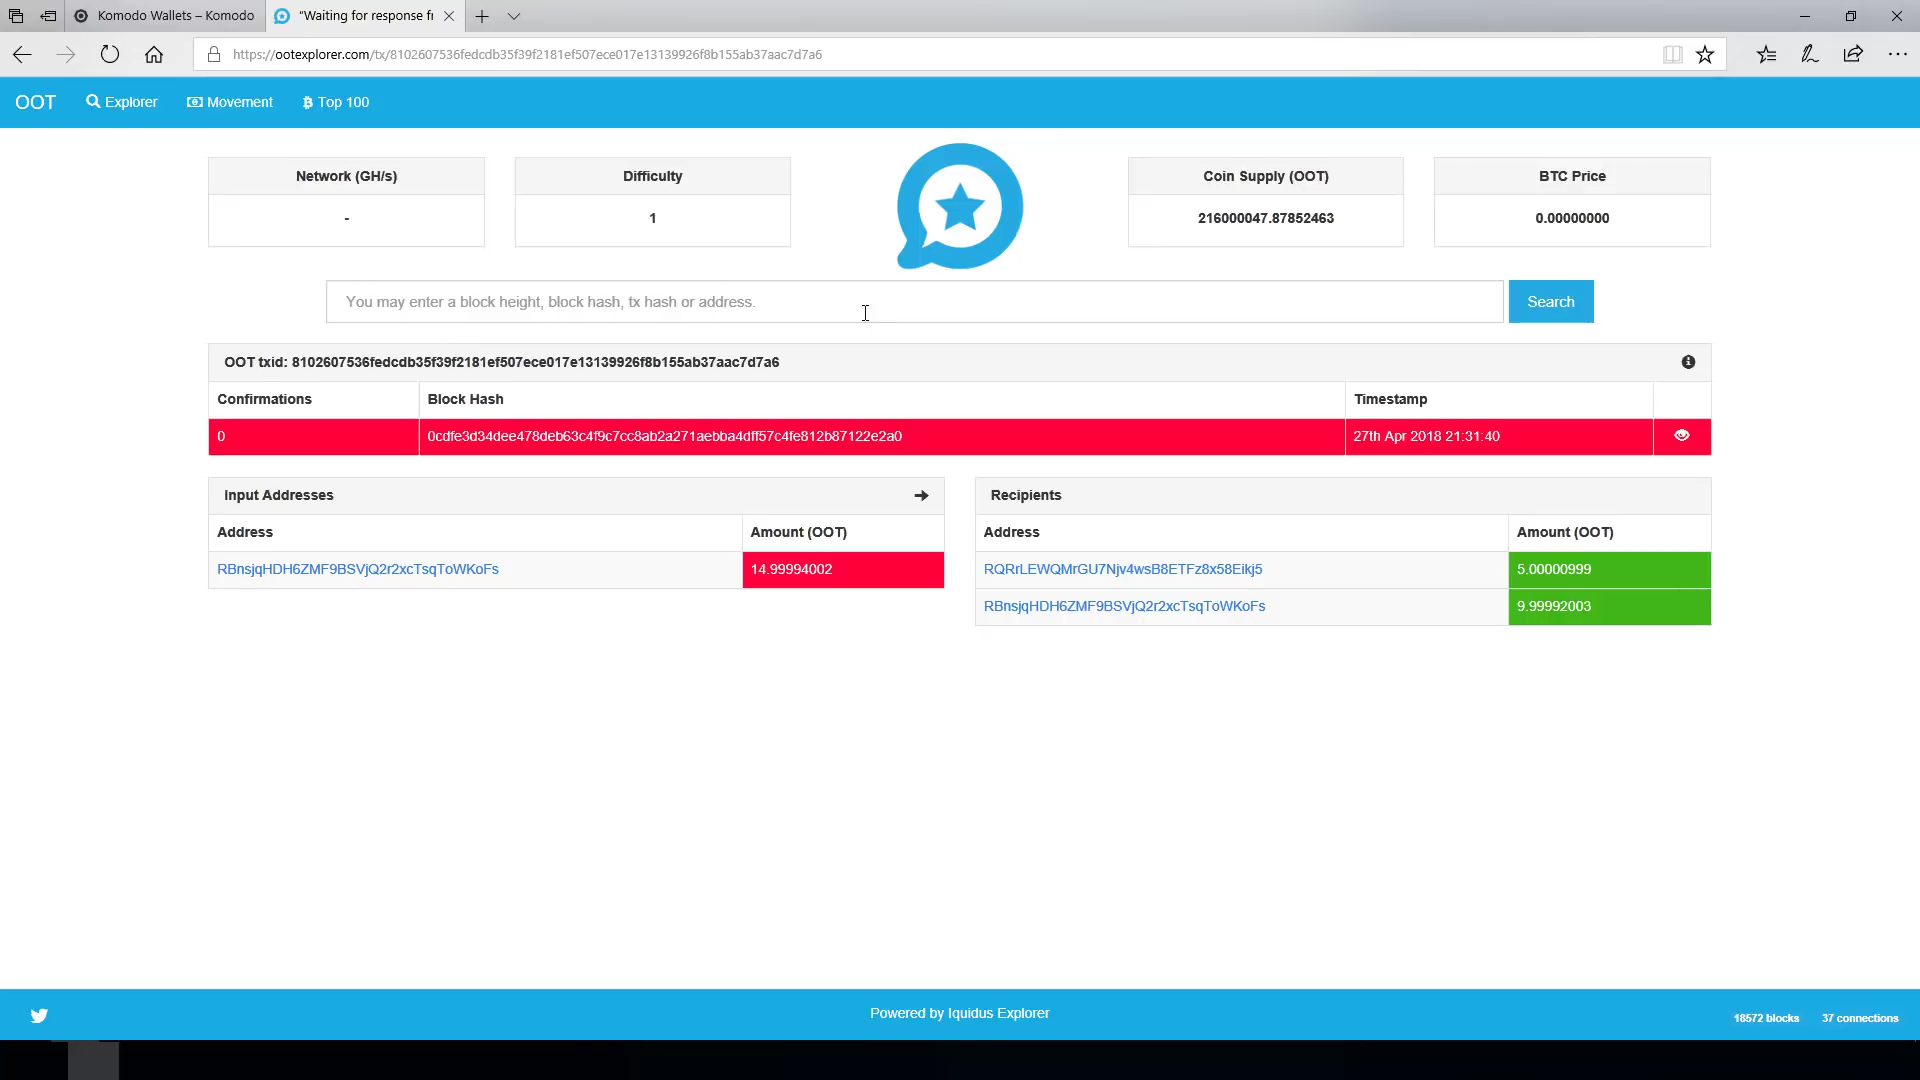 Komodo Wallets – Komodo
"Waiting for response fr
https://ootexplorer.com/tx/8102607536fedcdb35f39f2181ef507ece017e13139926f8b155ab37aac7d7a6
OOT Explorer Movement Top 100
Network (GH/s)
-
Difficulty
1
Coin Supply (OOT)
216000047.87852463
BTC Price
0.00000000
You may enter a block height, block hash, tx hash or address.
Search
OOT txid: 8102607536fedcdb35f39f2181ef507ece017e13139926f8b155ab37aac7d7a6
Confirmations Block Hash Timestamp
0 0cdfe3d34dee478deb63c4f9c7cc8ab2a271aebba4dff57c4fe812b87122e2a0 27th Apr 2018 21:31:40
Input Addresses
Address Amount (OOT)
RBnsjqHDH6ZMF9BSVjQ2r2xcTsqToWKoFs 14.99994002
Recipients
Address Amount (OOT)
RQRrLEWQMrGU7Njv4wsB8ETFz8x58Eikj5 5.00000999
RBnsjqHDH6ZMF9BSVjQ2r2xcTsqToWKoFs 9.99992003
Powered by Iquidus Explorer
18572 blocks 37 connections